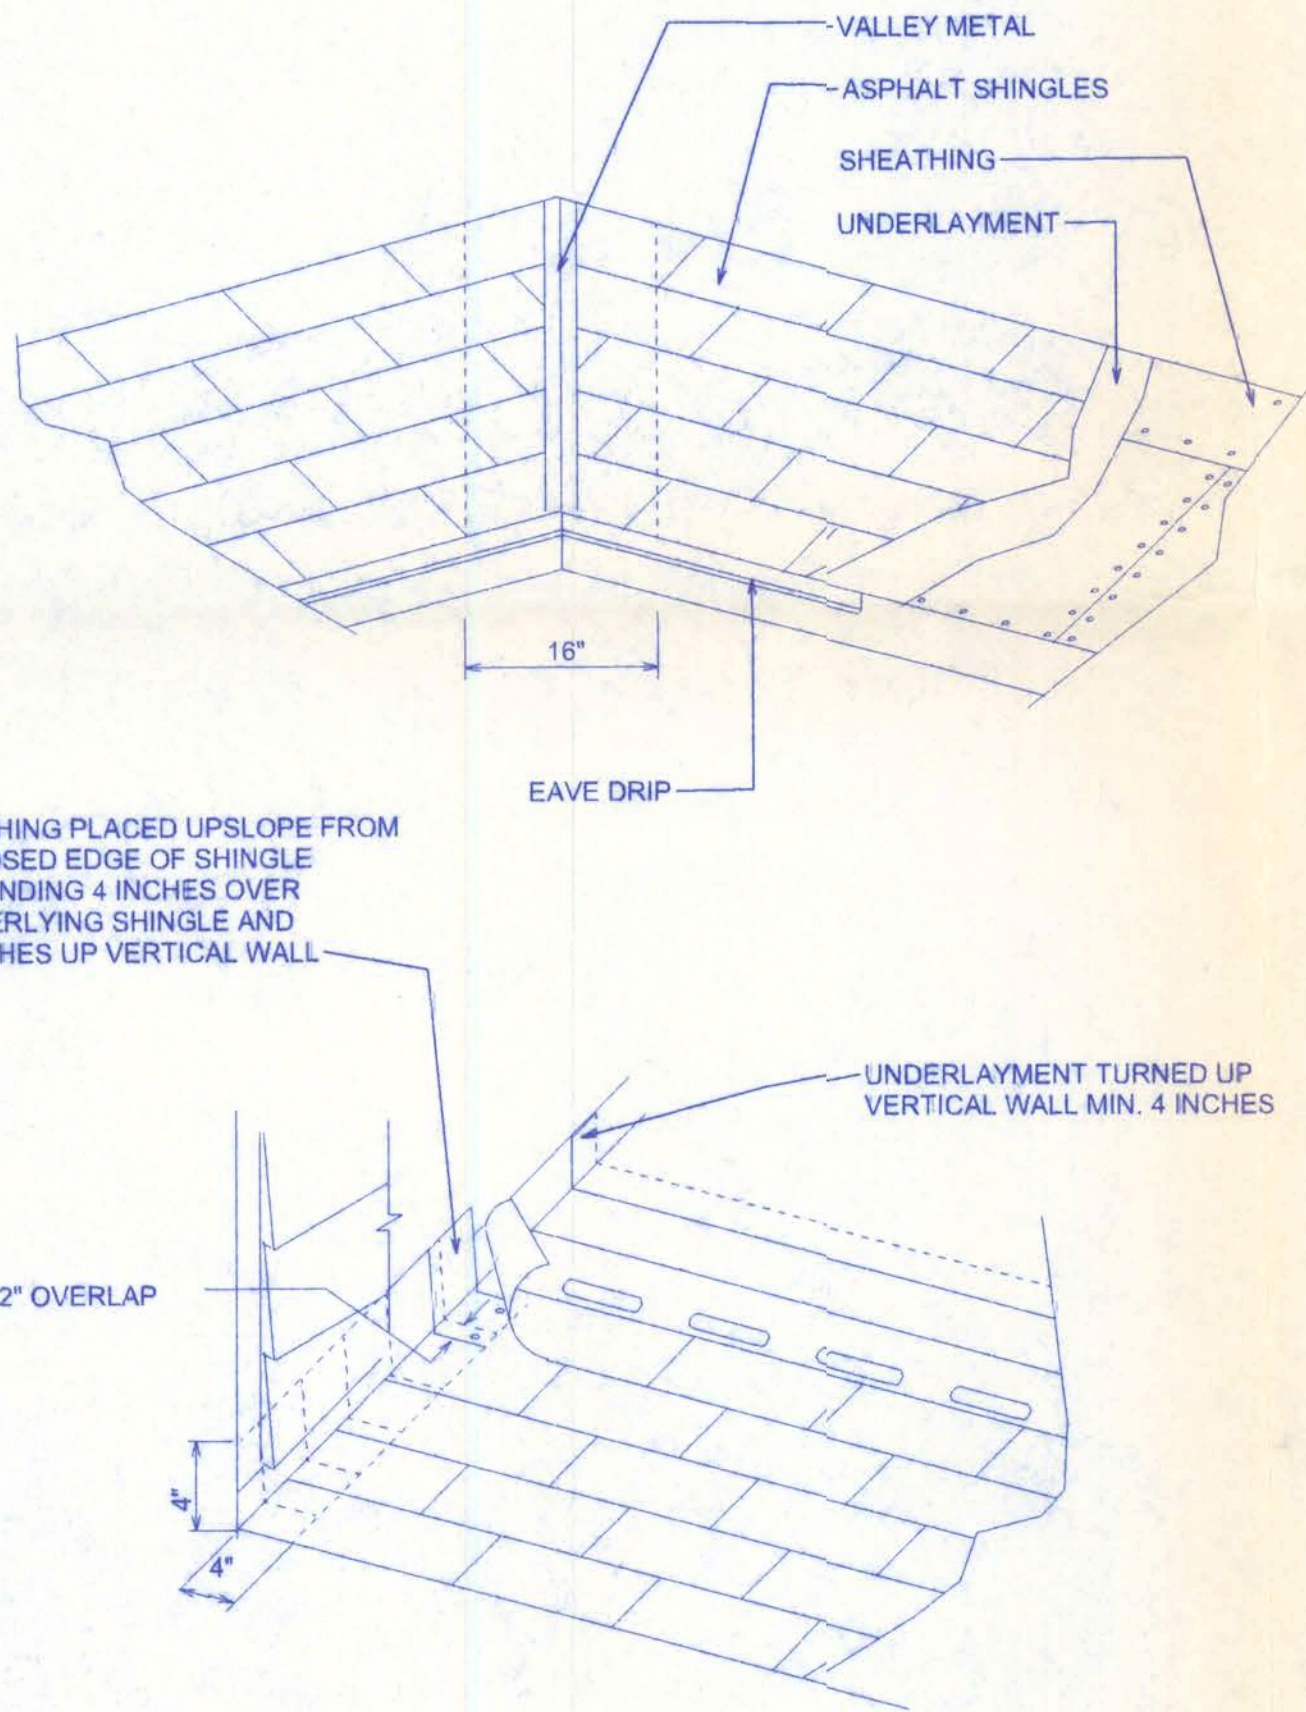 VALLEY METAL
ASPHALT SHINGLES
SHEATHING
UNDERLAYMENT
16"
EAVE DRIP
HING PLACED UPSLOPE FROM
OSED EDGE OF SHINGLE
NDING 4 INCHES OVER
ERLYING SHINGLE AND
HES UP VERTICAL WALL
UNDERLAYMENT TURNED UP
VERTICAL WALL MIN. 4 INCHES
2" OVERLAP
4"
4"